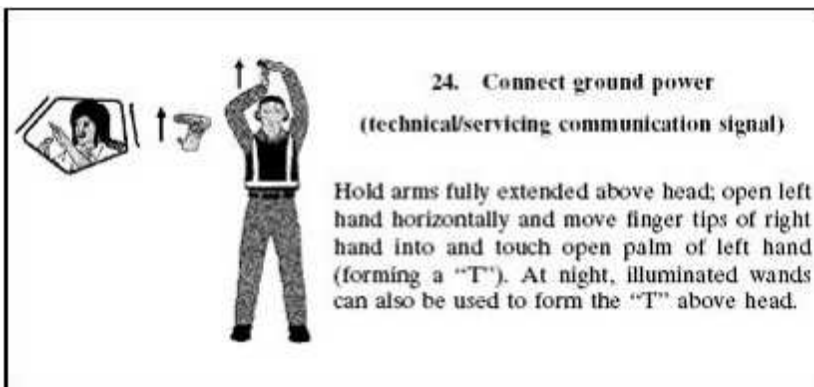 24. Connect ground power
(technical/servicing communication signal)
Hold arms fully extended above head; open left
hand horizontally and move finger tips of right
hand into and touch open palm of left hand
(forming a “T”). At night, illuminated wands
can also be used to form the “T” above head.